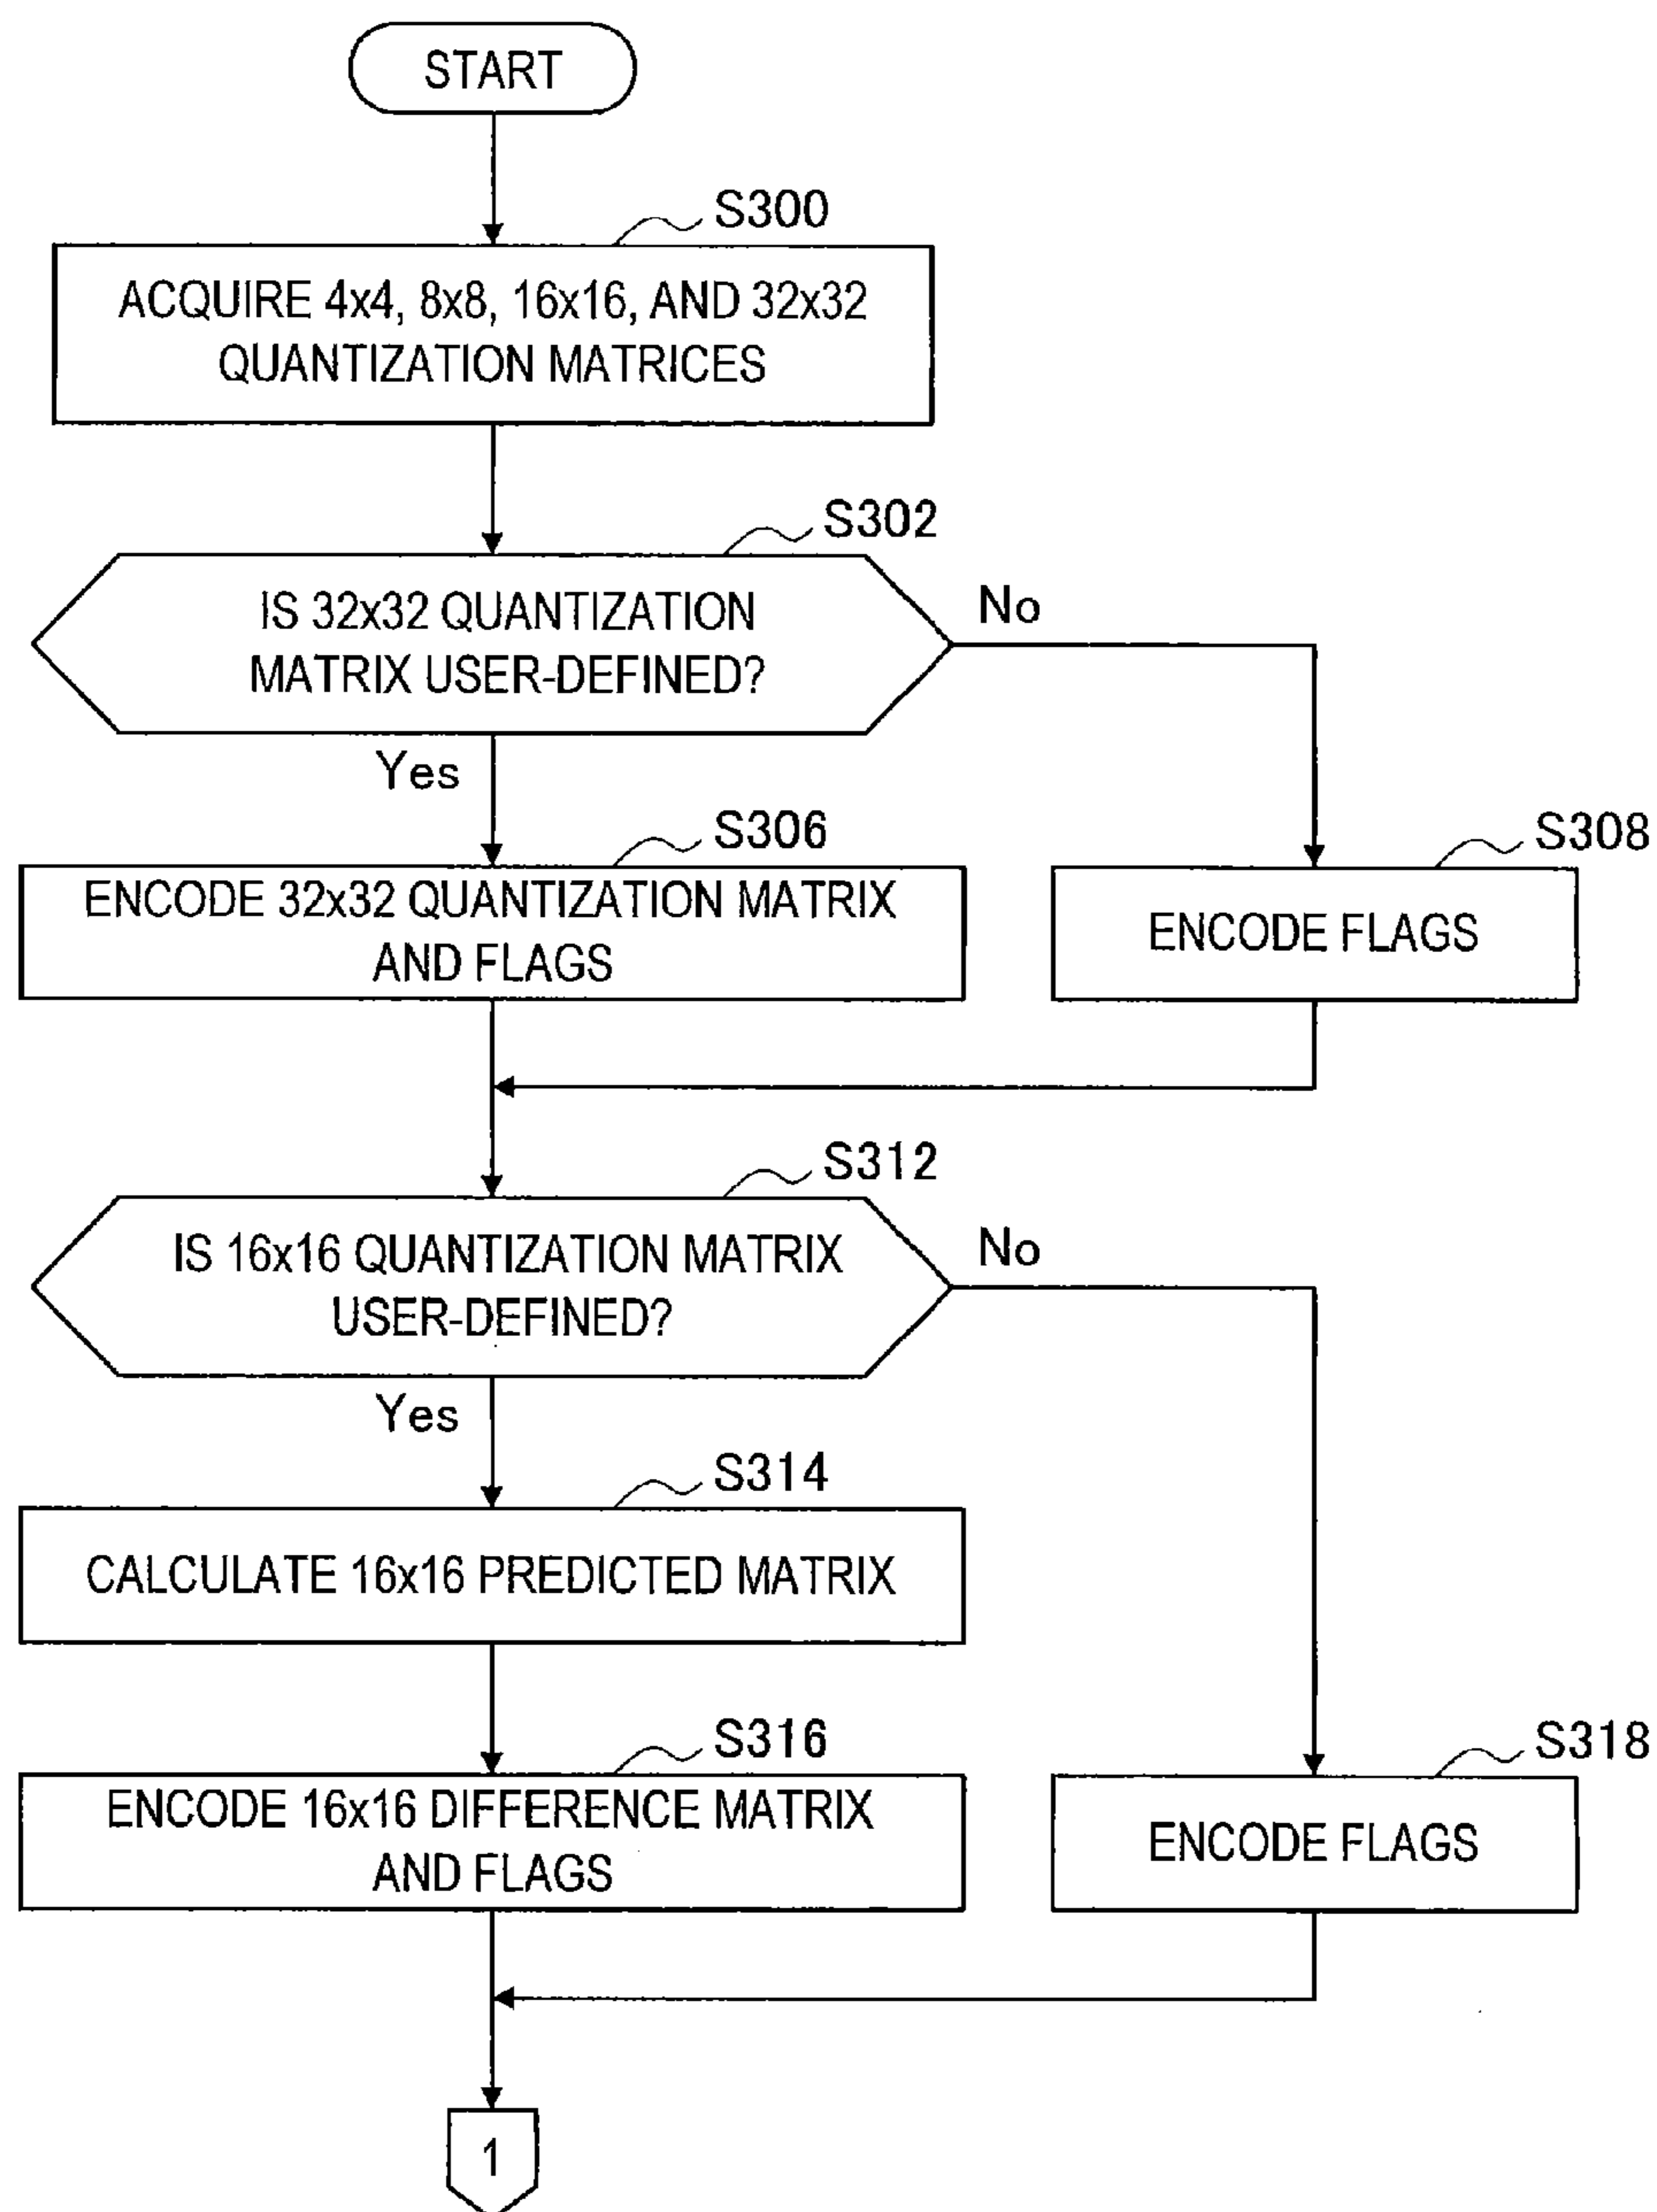 START
S300
ACQUIRE 4x4, 8x8, 16x16, AND 32x32
QUANTIZATION MATRICES
S302
IS 32x32 QUANTIZATION
MATRIX USER-DEFINED?
No
Yes
S306
ENCODE 32x32 QUANTIZATION MATRIX
AND FLAGS
S308
ENCODE FLAGS
S312
IS 16x16 QUANTIZATION MATRIX
USER-DEFINED?
No
Yes
S314
CALCULATE 16x16 PREDICTED MATRIX
S316
ENCODE 16x16 DIFFERENCE MATRIX
AND FLAGS
S318
ENCODE FLAGS
1